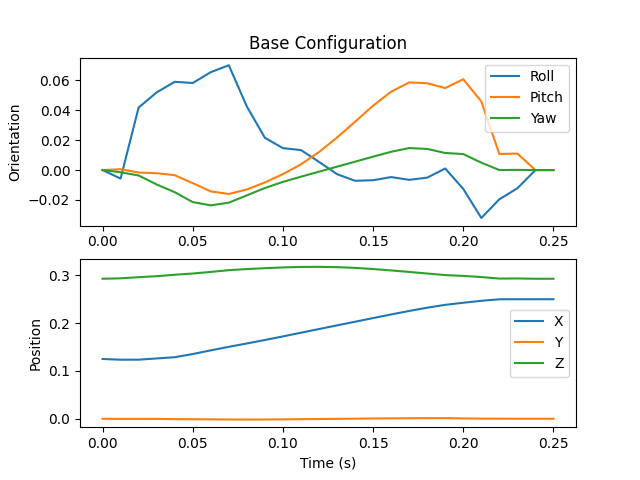 Base Configuration
Orientation
0.06
0.04
0.02
0.00
−0.02
Roll
Pitch
Yaw
0.00 0.05 0.10 0.15 0.20 0.25
Position
0.3
0.2
0.1
0.0
X
Y
Z
0.00 0.05 0.10 0.15 0.20 0.25
Time (s)